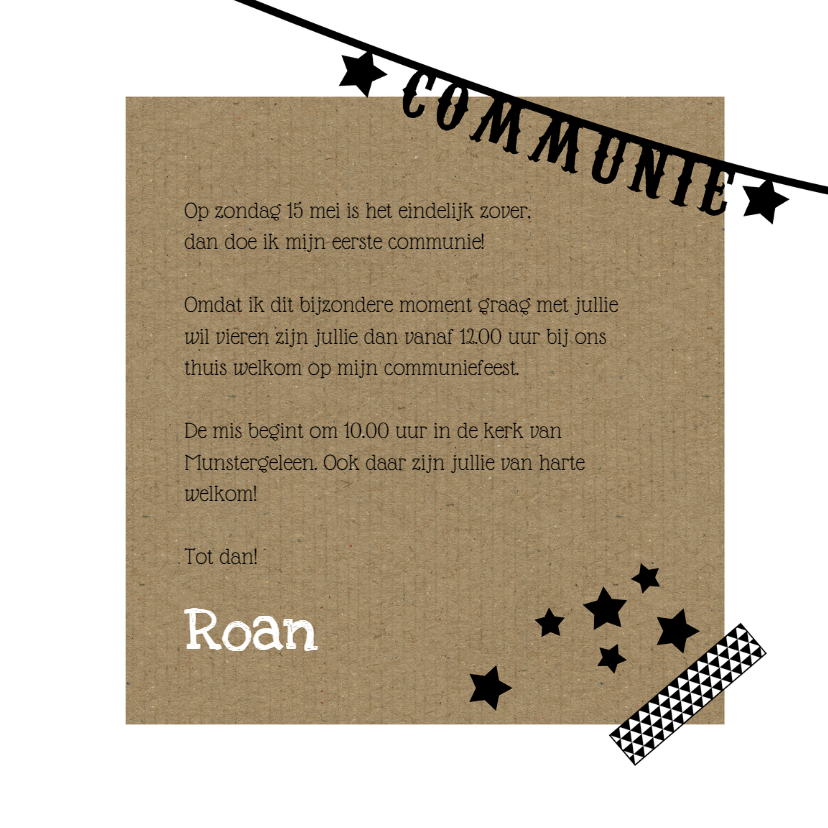 COMMUNIE
Op zondag 15 mei is het eindelijk zover,
dan doe ik mijn eerste communie!
Omdat ik dit bijzondere moment graag met jullie
wil vieren zijn jullie dan vanaf 12.00 uur bij ons
thuis welkom op mijn communiefeest.
De mis begint om 10.00 uur in de kerk van
Munstergeleen. Ook daar zijn jullie van harte
welkom!
Tot dan!
Roan